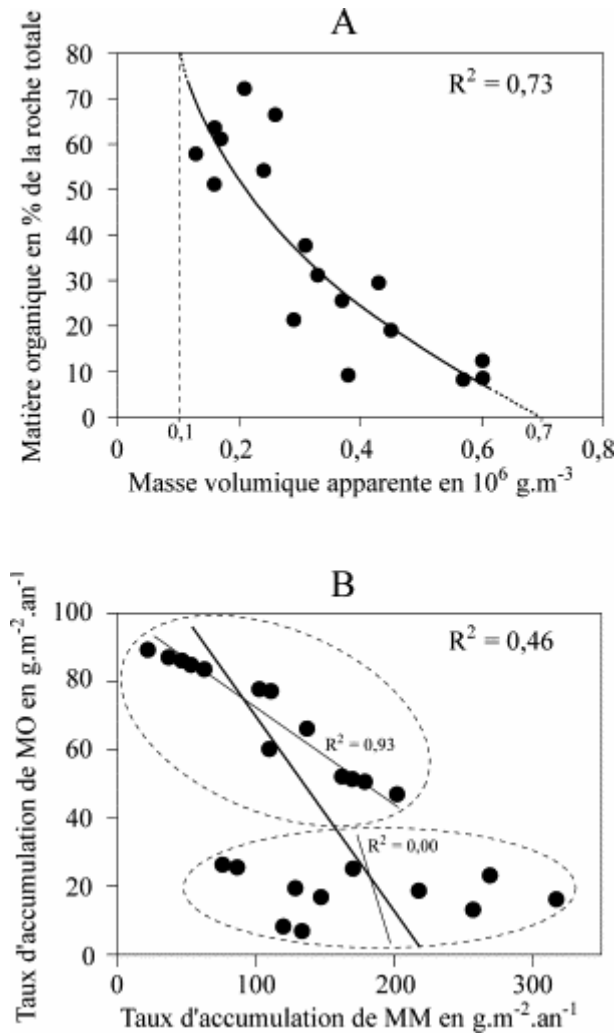 A
R² = 0,73
Matière organique en % de la roche totale
80
70
60
50
40
30
20
10
0
0,1
0,7
0
0,2
0,4
0,6
0,8
Masse volumique apparente en 10⁶ g.m⁻³
B
R² = 0,46
Taux d'accumulation de MO en g.m⁻².an⁻¹
100
80
60
40
20
0
R² = 0,93
R² = 0,00
0
100
200
300
Taux d'accumulation de MM en g.m⁻².an⁻¹